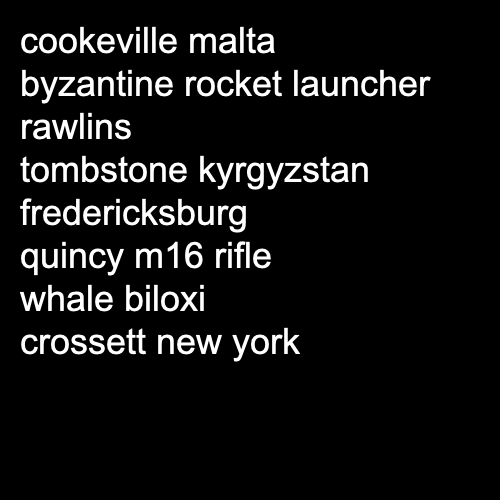 cookeville malta
byzantine rocket launcher
rawlins
tombstone kyrgyzstan
fredericksburg
quincy m16 rifle
whale biloxi
crossett new york